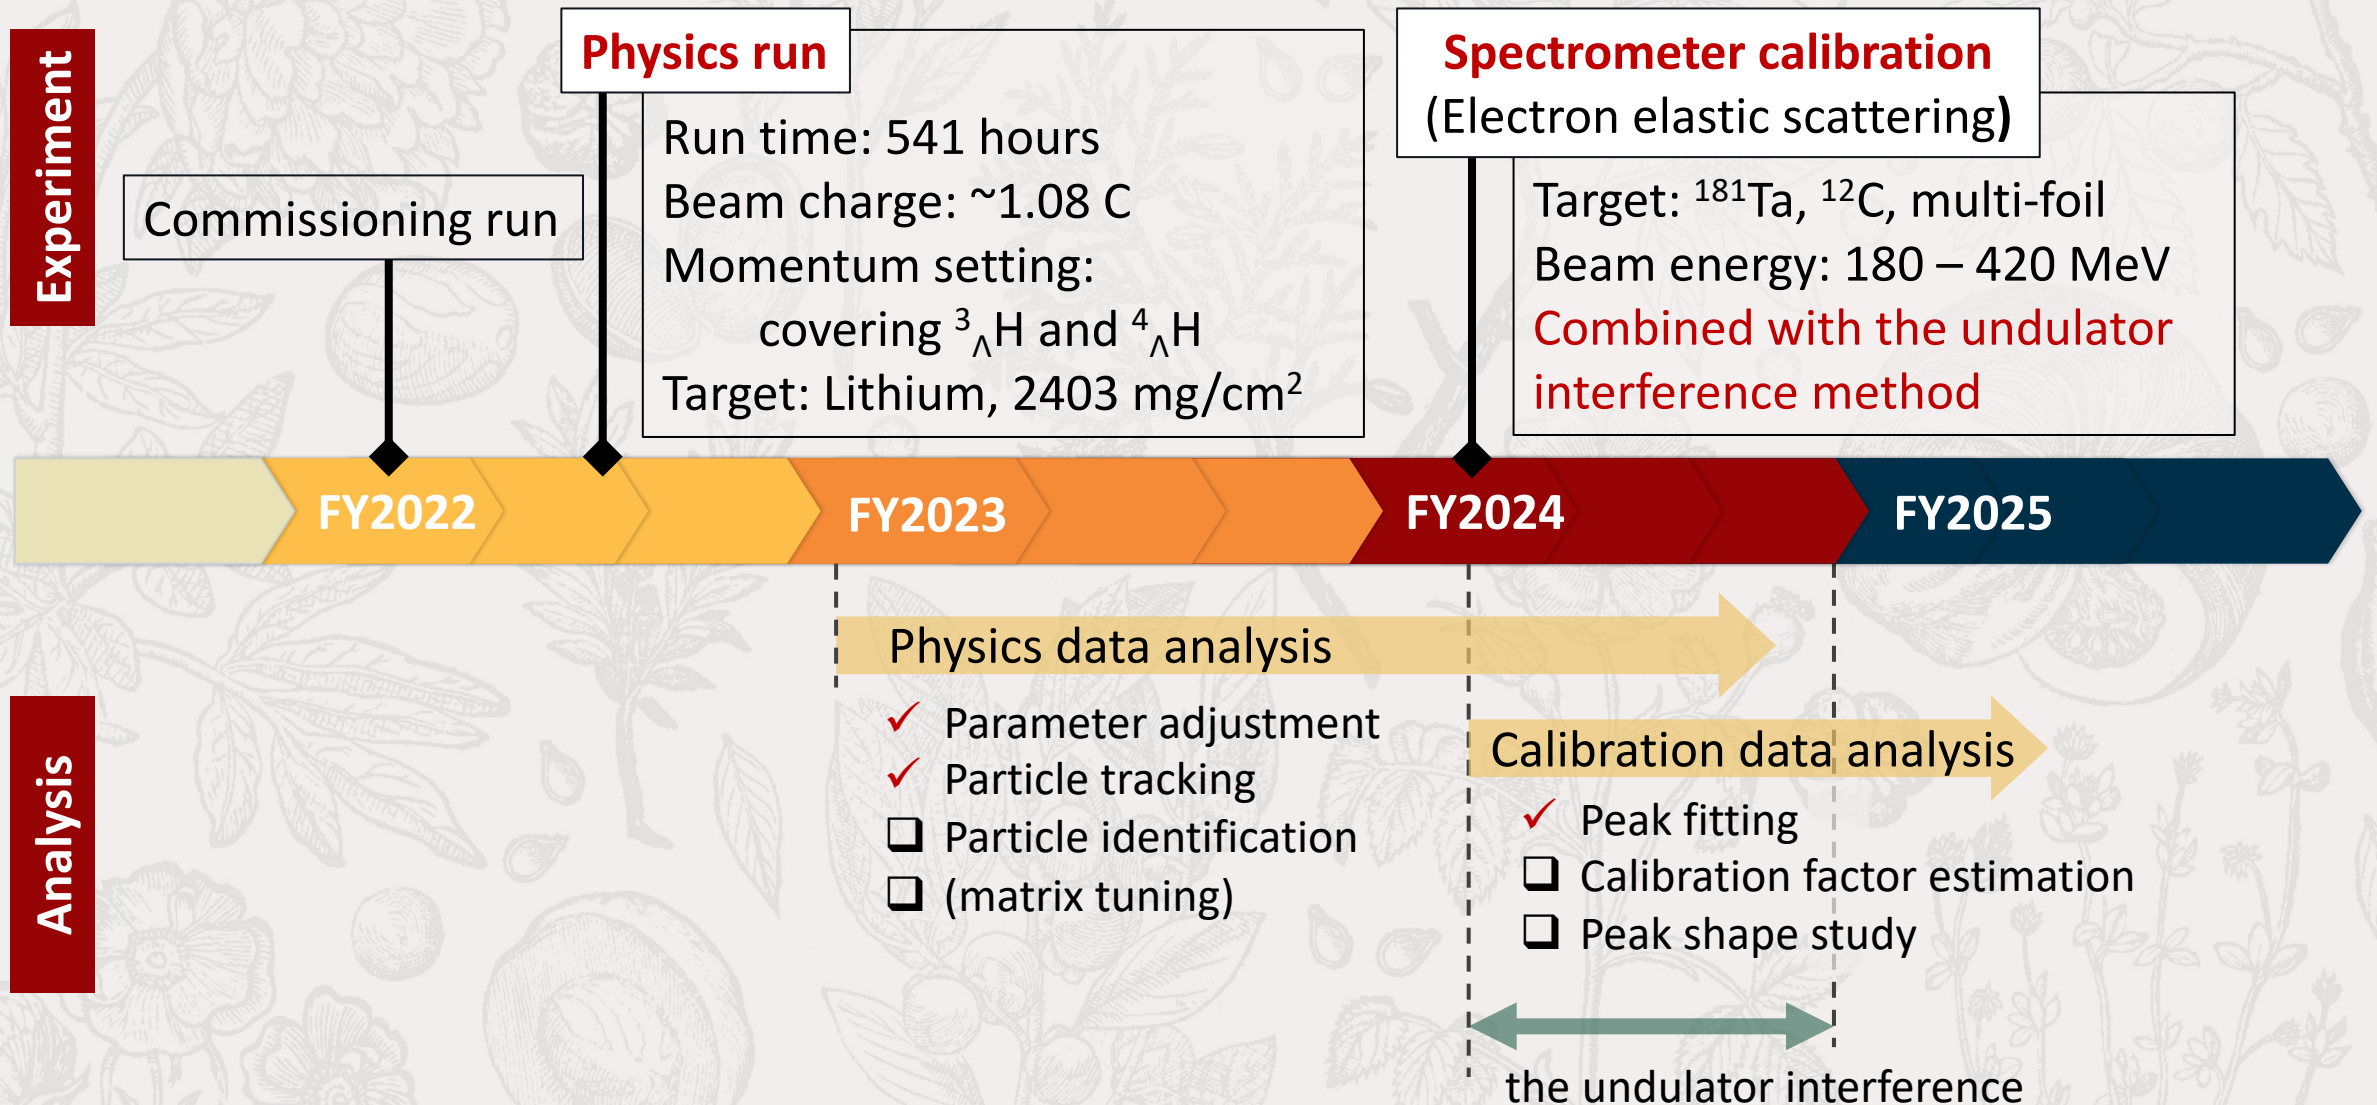 Experiment
Commissioning run
Physics run
Run time: 541 hours
Beam charge: ~1.08 C
Momentum setting:
covering ³ΛH and ⁴ΛH
Target: Lithium, 2403 mg/cm²
Spectrometer calibration
(Electron elastic scattering)
Target: ¹⁸¹Ta, ¹²C, multi-foil
Beam energy: 180 – 420 MeV
Combined with the undulator
interference method
FY2022
FY2023
FY2024
FY2025
Analysis
Physics data analysis
✓ Parameter adjustment
✓ Particle tracking
❑ Particle identification
❑ (matrix tuning)
Calibration data analysis
✓ Peak fitting
❑ Calibration factor estimation
❑ Peak shape study
the undulator interference